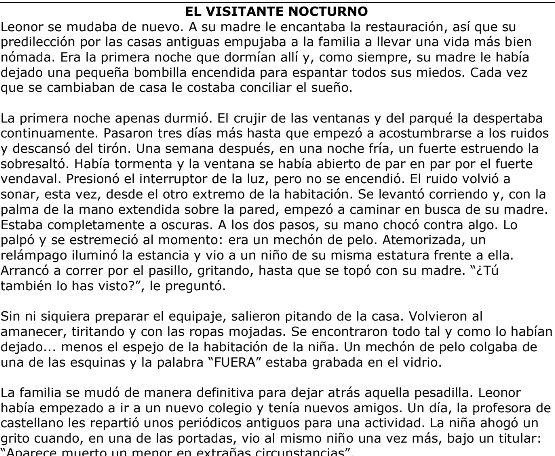 EL VISITANTE NOCTURNO
Leonor se mudaba de nuevo. A su madre le encantaba la restauración, así que su
predilección por las casas antiguas empujaba a la familia a llevar una vida más bien
nómada. Era la primera noche que dormían allí y, como siempre, su madre le había
dejado una pequeña bombilla encendida para espantar todos sus miedos. Cada vez
que se cambiaban de casa le costaba conciliar el sueño.
La primera noche apenas durmió. El crujir de las ventanas y del parqué la despertaba
continuamente. Pasaron tres días más hasta que empezó a acostumbrarse a los ruidos
y descansó del tirón. Una semana después, en una noche fría, un fuerte estruendo la
sobresaltó. Había tormenta y la ventana se había abierto de par en par por el fuerte
vendaval. Presionó el interruptor de la luz, pero no se encendió. El ruido volvió a
sonar, esta vez, desde el otro extremo de la habitación. Se levantó corriendo y, con la
palma de la mano extendida sobre la pared, empezó a caminar en busca de su madre.
Estaba completamente a oscuras. A los dos pasos, su mano chocó contra algo. Lo
palpó y se estremeció al momento: era un mechón de pelo. Atemorizada, un
relámpago iluminó la estancia y vio a un niño de su misma estatura frente a ella.
Arrancó a correr por el pasillo, gritando, hasta que se topó con su madre. "¿Tú
también lo has visto?", le preguntó.
Sin ni siquiera preparar el equipaje, salieron pitando de la casa. Volvieron al
amanecer, tiritando y con las ropas mojadas. Se encontraron todo tal y como lo habían
dejado... menos el espejo de la habitación de la niña. Un mechón de pelo colgaba de
una de las esquinas y la palabra "FUERA" estaba grabada en el vidrio.
La familia se mudó de manera definitiva para dejar atrás aquella pesadilla. Leonor
había empezado a ir a un nuevo colegio y tenía nuevos amigos. Un día, la profesora de
castellano les repartió unos periódicos antiguos para una actividad. La niña ahogó un
grito cuando, en una de las portadas, vio al mismo niño una vez más, bajo un titular:
"Aparece muerto un menor en extrañas circunstancias".